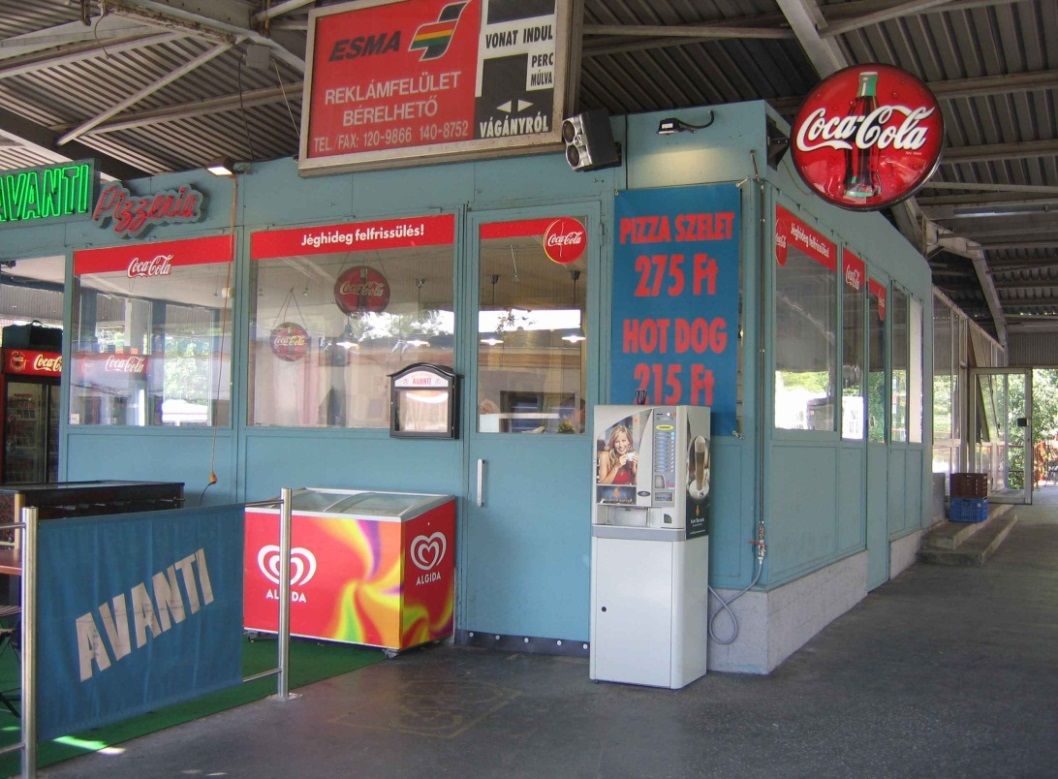 ESMA
REKLÁMFELÜLET
BÉRELHETŐ
TEL./FAX: 120-9866 140-8752
VONAT INDUL
PERC
MÚLVA
VÁGÁNYRÓL
Coca-Cola
AVANTI
Pizzeria
Coca-Cola
Jéghideg felfrissülés!
Coca-Cola
Jéghideg felfrissülés!
Coca-Cola
PIZZA SZELET
275 Ft
HOT DOG
215 Ft
Coca-Cola
Coca-Cola
Coca-Cola
Coca-Cola
AVANTI
ALGIDA
ALGIDA
AVANTI